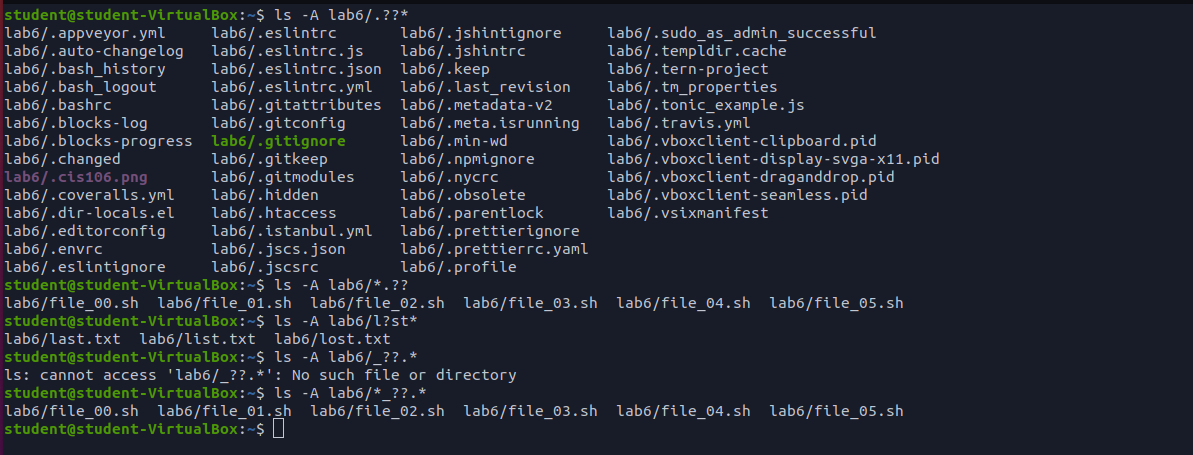 student@student-VirtualBox:~$ ls -A lab6/.??*
lab6/.appveyor.yml lab6/.eslintrc lab6/.jshintignore lab6/.sudo_as_admin_successful
lab6/.auto-changelog lab6/.eslintrc.js lab6/.jshintrc lab6/.templdir.cache
lab6/.bash_history lab6/.eslintrc.json lab6/.keep lab6/.tern-project
lab6/.bash_logout lab6/.eslintrc.yml lab6/.last_revision lab6/.tm_properties
lab6/.bashrc lab6/.gitattributes lab6/.metadata-v2 lab6/.tonic_example.js
lab6/.blocks-log lab6/.gitconfig lab6/.meta.isrunning lab6/.travis.yml
lab6/.blocks-progress lab6/.gitignore lab6/.min-wd lab6/.vboxclient-clipboard.pid
lab6/.changed lab6/.gitkeep lab6/.npmignore lab6/.vboxclient-display-svga-x11.pid
lab6/.cis106.png lab6/.gitmodules lab6/.nycrc lab6/.vboxclient-draganddrop.pid
lab6/.coveralls.yml lab6/.hidden lab6/.obsolete lab6/.vboxclient-seamless.pid
lab6/.dir-locals.el lab6/.htaccess lab6/.parentlock lab6/.vsixmanifest
lab6/.editorconfig lab6/.istanbul.yml lab6/.prettierignore
lab6/.envrc lab6/.jscs.json lab6/.prettierrc.yaml
lab6/.eslintignore lab6/.jscsrc lab6/.profile
student@student-VirtualBox:~$ ls -A lab6/*.??
lab6/file_00.sh lab6/file_01.sh lab6/file_02.sh lab6/file_03.sh lab6/file_04.sh lab6/file_05.sh
student@student-VirtualBox:~$ ls -A lab6/l?st*
lab6/last.txt lab6/list.txt lab6/lost.txt
student@student-VirtualBox:~$ ls -A lab6/_??.*
ls: cannot access 'lab6/_??.*': No such file or directory
student@student-VirtualBox:~$ ls -A lab6/*_??.*
lab6/file_00.sh lab6/file_01.sh lab6/file_02.sh lab6/file_03.sh lab6/file_04.sh lab6/file_05.sh
student@student-VirtualBox:~$